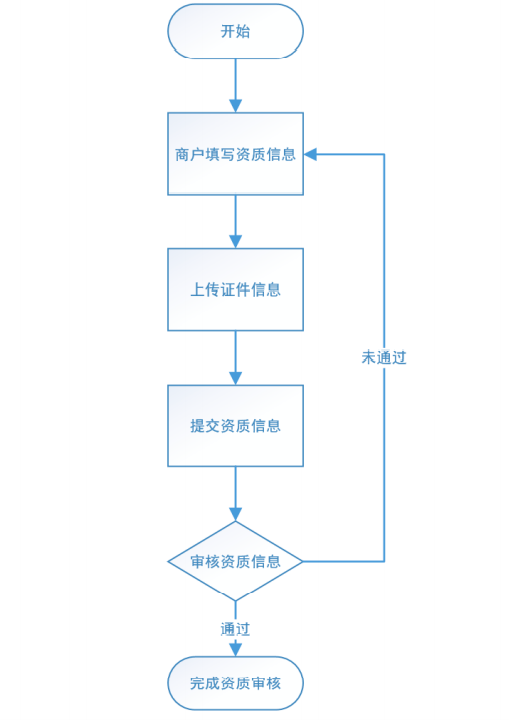 开始
商户填写资质信息
上传证件信息
未通过
提交资质信息
审核资质信息
通过
完成资质审核